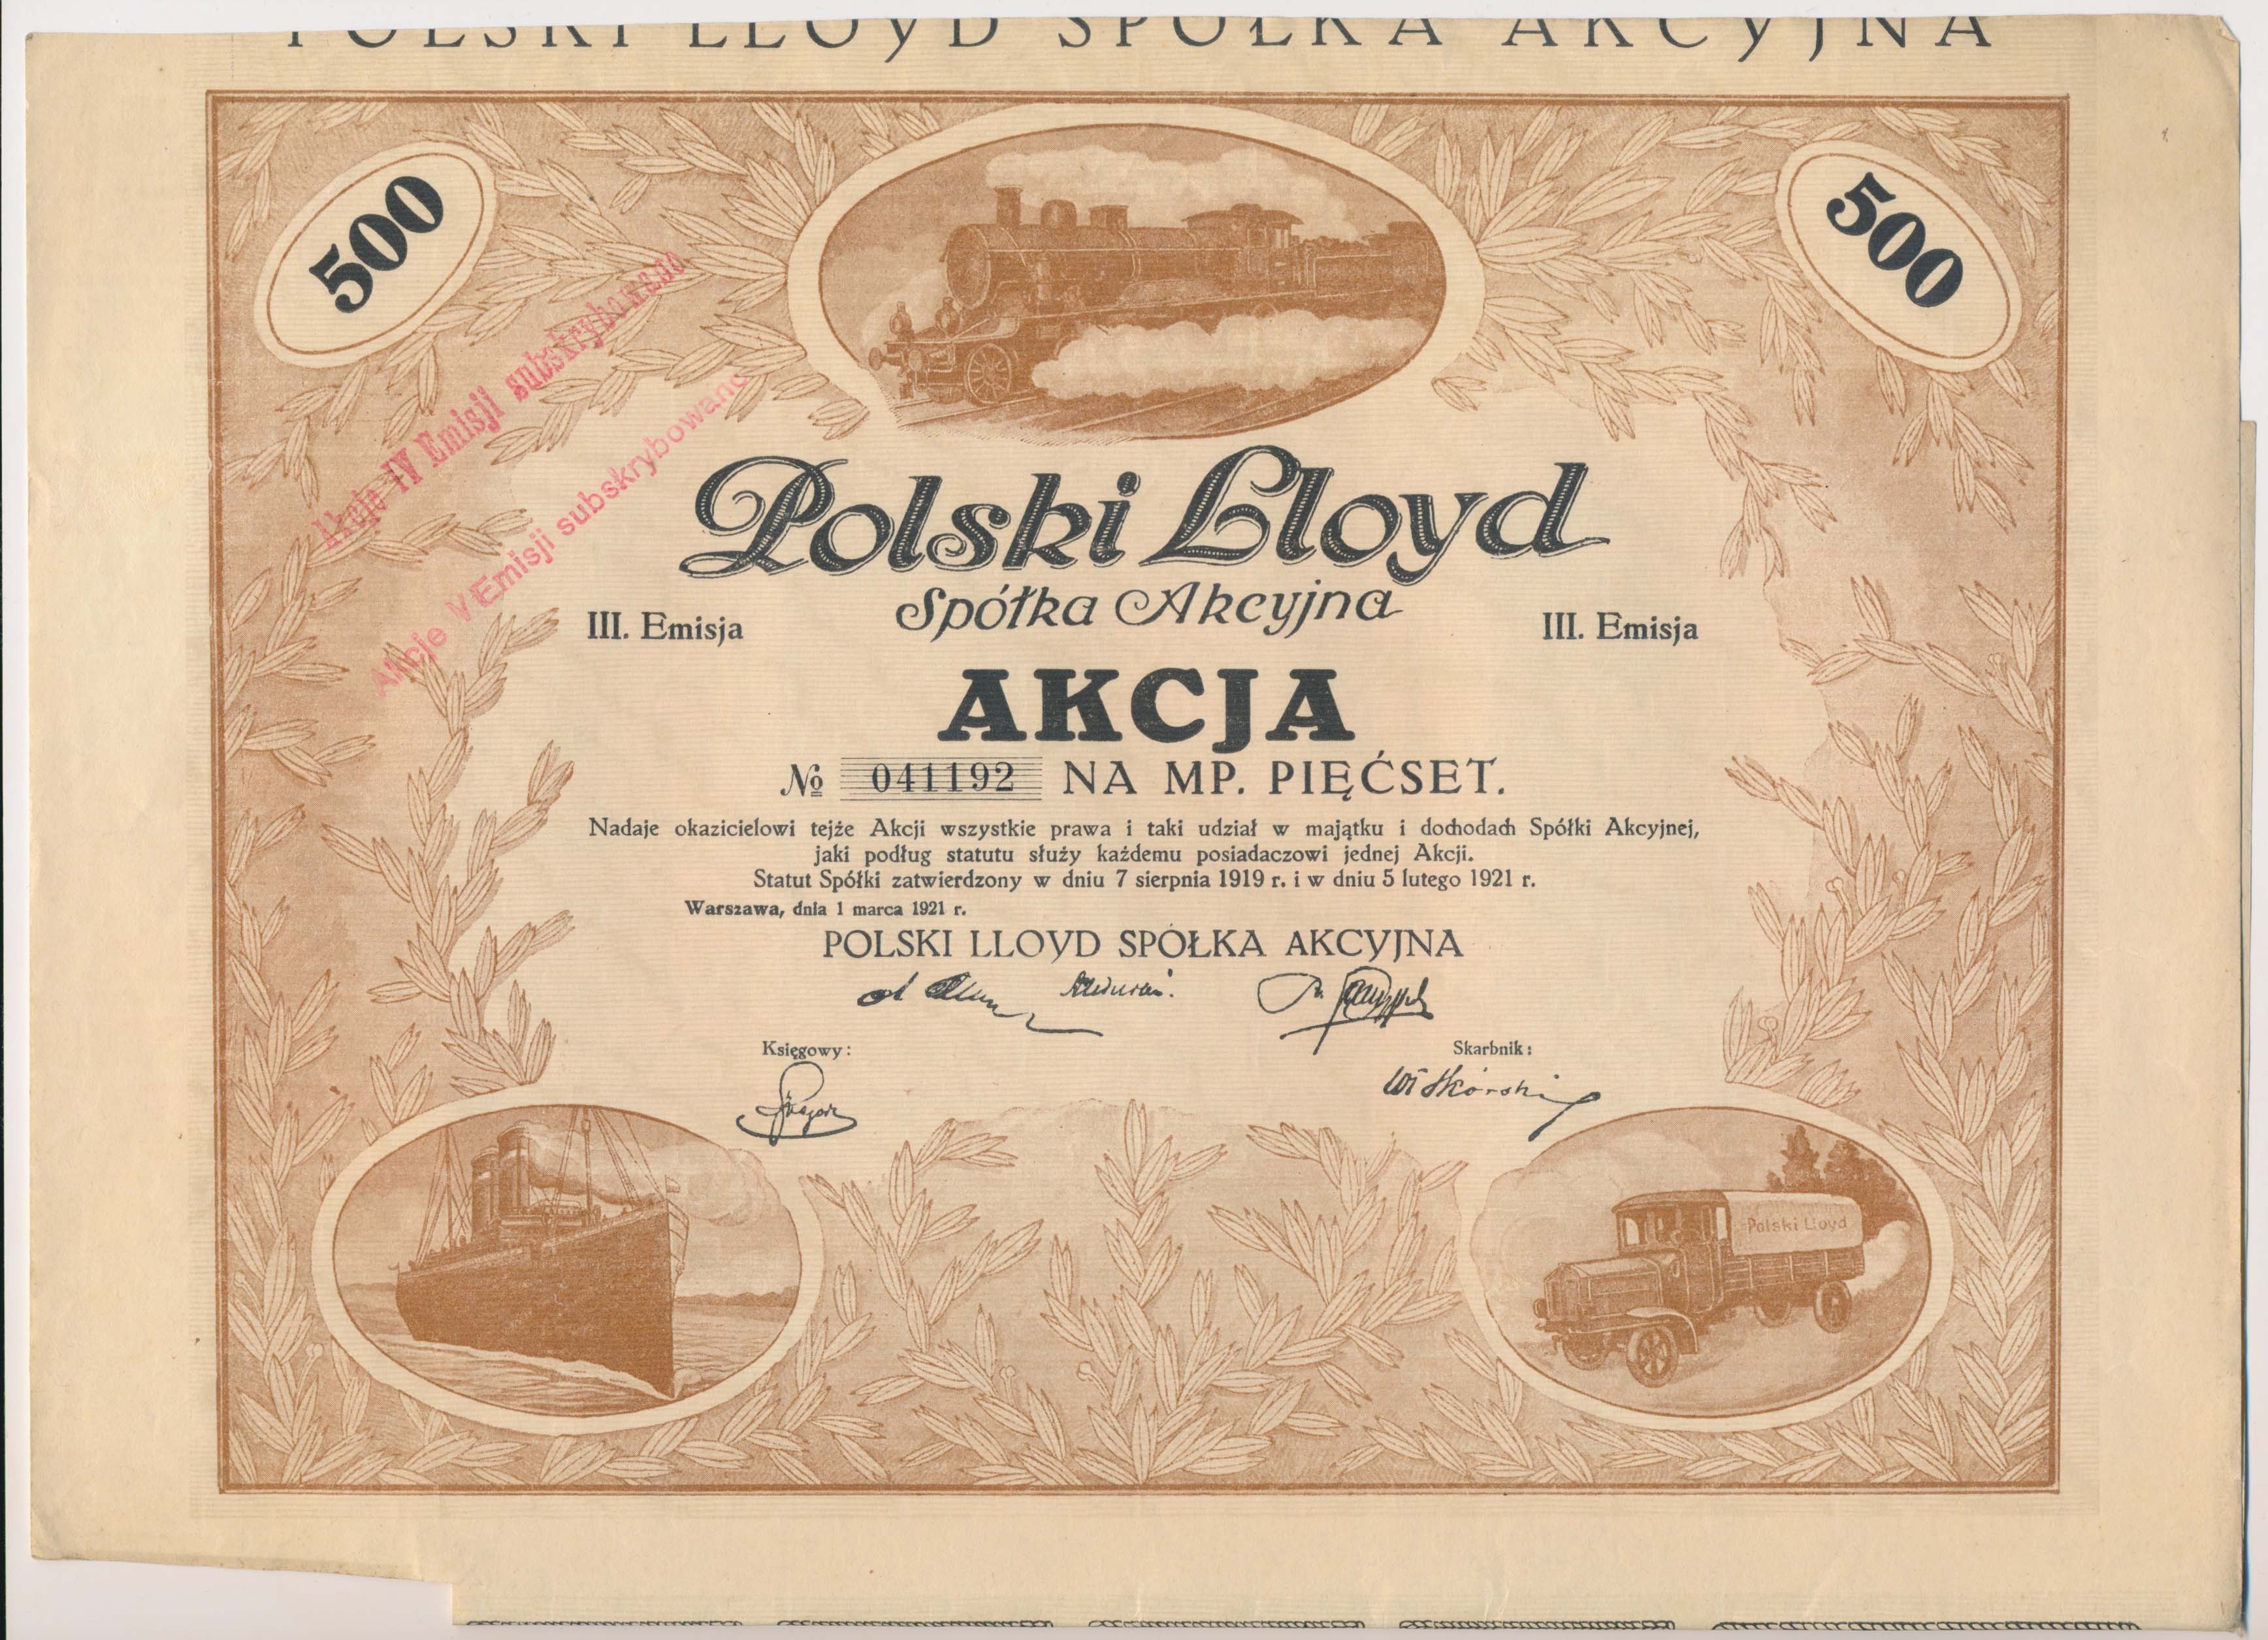 POLSKI LLOYD SPÓŁKA AKCYJNA
500
500
Akcje IV Emisji subskrybowano
Akcje V Emisji subskrybowano
Polski Lloyd
Spółka Akcyjna
III. Emisja
III. Emisja
AKCJA
№ 041192 NA MP. PIĘĆSET.
Nadaje okazicielowi tejże Akcji wszystkie prawa i taki udział w majątku i dochodach Spółki Akcyjnej,
jaki podług statutu służy każdemu posiadaczowi jednej Akcji.
Statut Spółki zatwierdzony w dniu 7 sierpnia 1919 r. i w dniu 5 lutego 1921 r.
Warszawa, dnia 1 marca 1921 r.
POLSKI LLOYD SPÓŁKA AKCYJNA
Księgowy:
Skarbnik:
Polski Lloyd